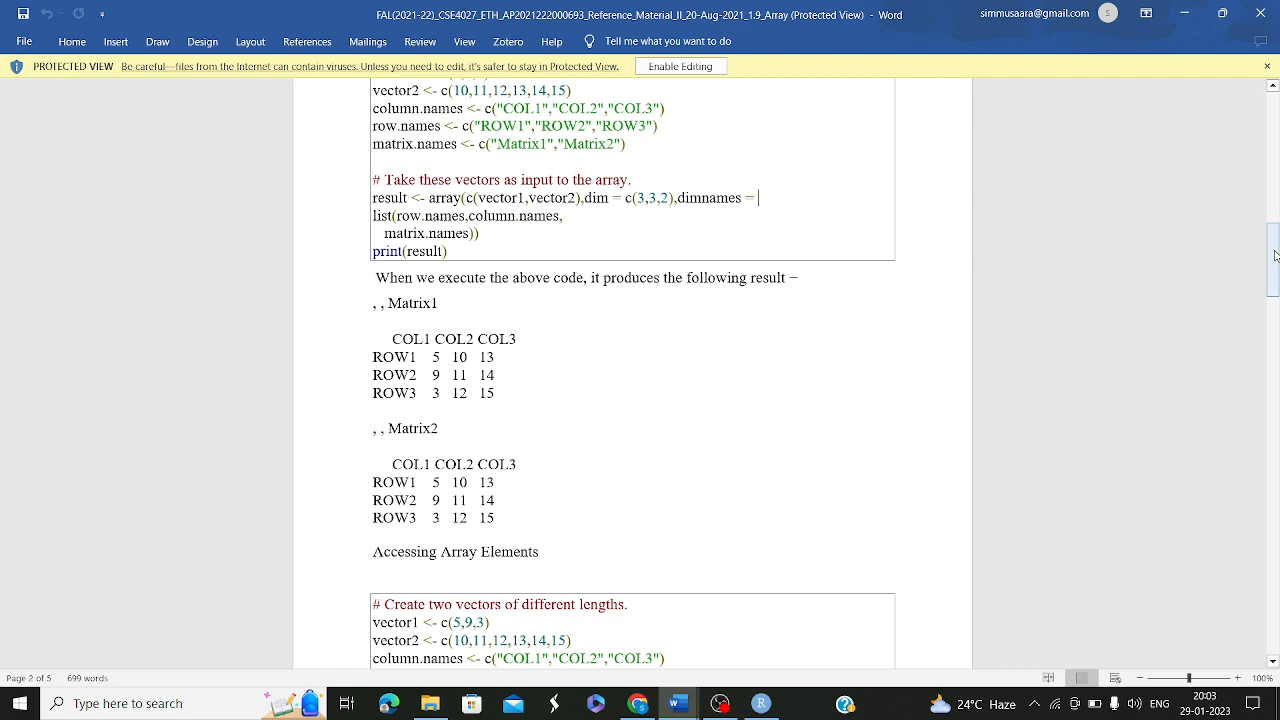 FAL(2021-22)_CSE4027_ETH_AP2021222000693_Reference_Material_II_20-Aug-2021_1.9_Array (Protected View) - Word
simmusaara@gmail.com
S
File Home Insert Draw Design Layout References Mailings Review View Zotero Help Tell me what you want to do
PROTECTED VIEW Be careful—files from the Internet can contain viruses. Unless you need to edit, it's safer to stay in Protected View. Enable Editing
vector2 <- c(10,11,12,13,14,15)
column.names <- c("COL1","COL2","COL3")
row.names <- c("ROW1","ROW2","ROW3")
matrix.names <- c("Matrix1","Matrix2")
# Take these vectors as input to the array.
result <- array(c(vector1,vector2),dim = c(3,3,2),dimnames =
list(row.names,column.names,
matrix.names))
print(result)
When we execute the above code, it produces the following result −
, , Matrix1
COL1 COL2 COL3
ROW1 5 10 13
ROW2 9 11 14
ROW3 3 12 15
, , Matrix2
COL1 COL2 COL3
ROW1 5 10 13
ROW2 9 11 14
ROW3 3 12 15
Accessing Array Elements
# Create two vectors of different lengths.
vector1 <- c(5,9,3)
vector2 <- c(10,11,12,13,14,15)
column.names <- c("COL1","COL2","COL3")
Page 2 of 5 699 words 100%
Type here to search
24°C Haze ENG 20:03
29-01-2023